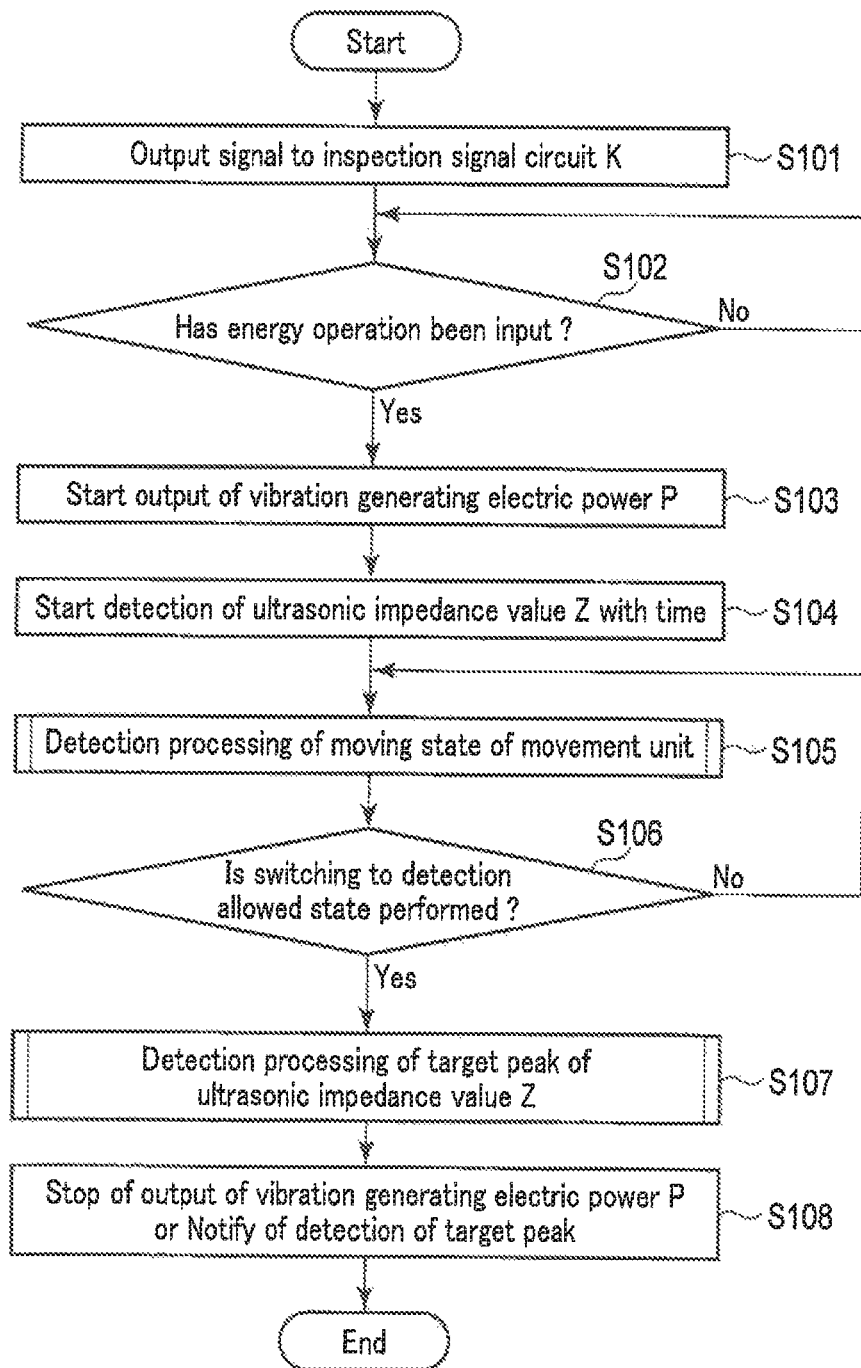 Start
Output signal to inspection signal circuit K
S101
S102
Has energy operation been input ?
No
Yes
Start output of vibration generating electric power P
S103
Start detection of ultrasonic impedance value Z with time
S104
Detection processing of moving state of movement unit
S105
S106
Is switching to detection
allowed state performed ?
No
Yes
Detection processing of target peak of
ultrasonic impedance value Z
S107
Stop of output of vibration generating electric power P
or Notify of detection of target peak
S108
End